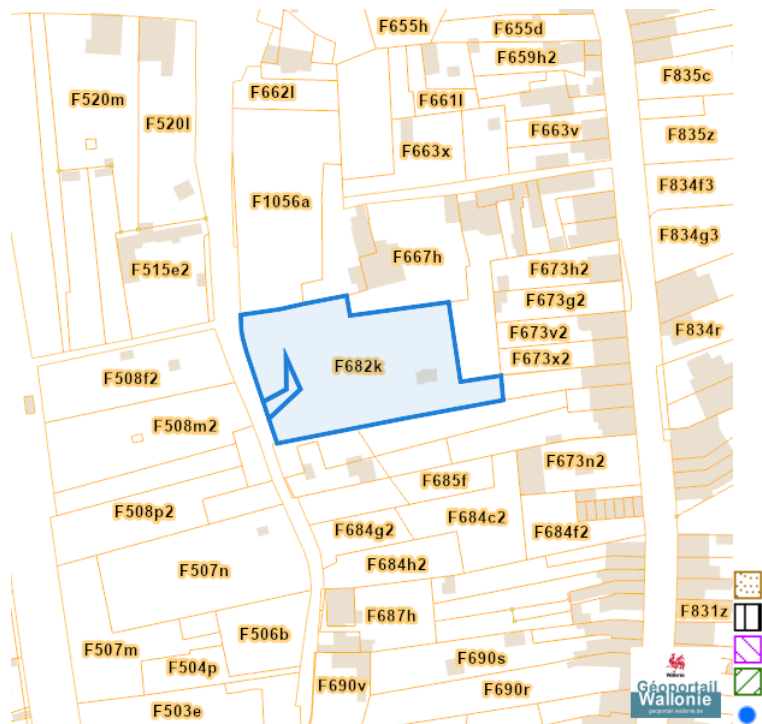 F655h
F655d
F659h2
F835c
F520m
F662l
F661l
F520l
F663v
F835z
F663x
F834f3
F1056a
F834g3
F667h
F515e2
F673h2
F673g2
F673v2
F834r
F673x2
F682k
F508f2
F508m2
F673n2
F685f
F508p2
F684c2
F684g2
F684f2
F684h2
F507n
F831z
F687h
F506b
F507m
F690s
F504p
F690v
F690r
F503e
Wallonie
Géoportail
Wallonie
geoportail.wallonie.be